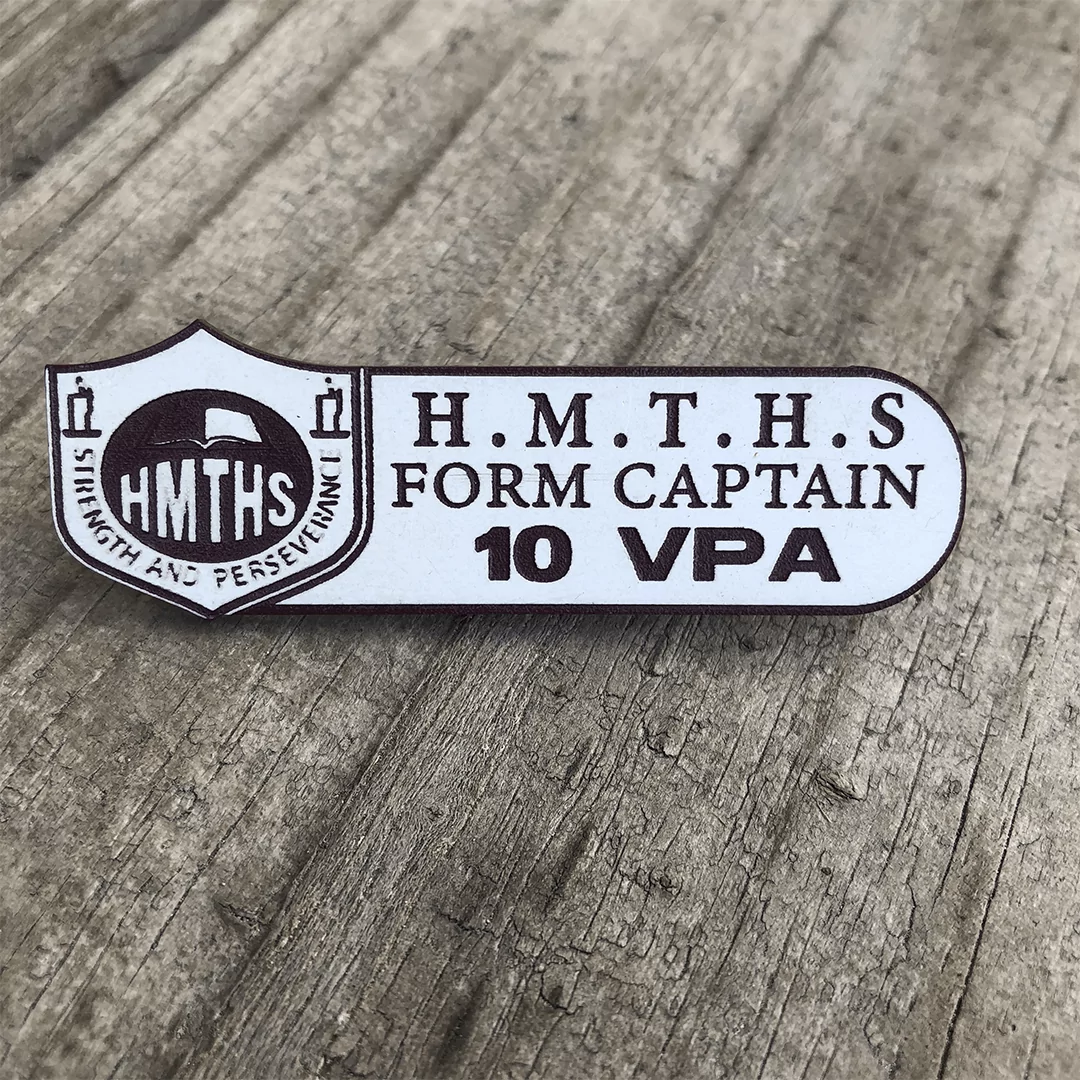 HMTHS
STRENGTH AND PERSEVERANCE
H.M.T.H.S
FORM CAPTAIN
10 VPA